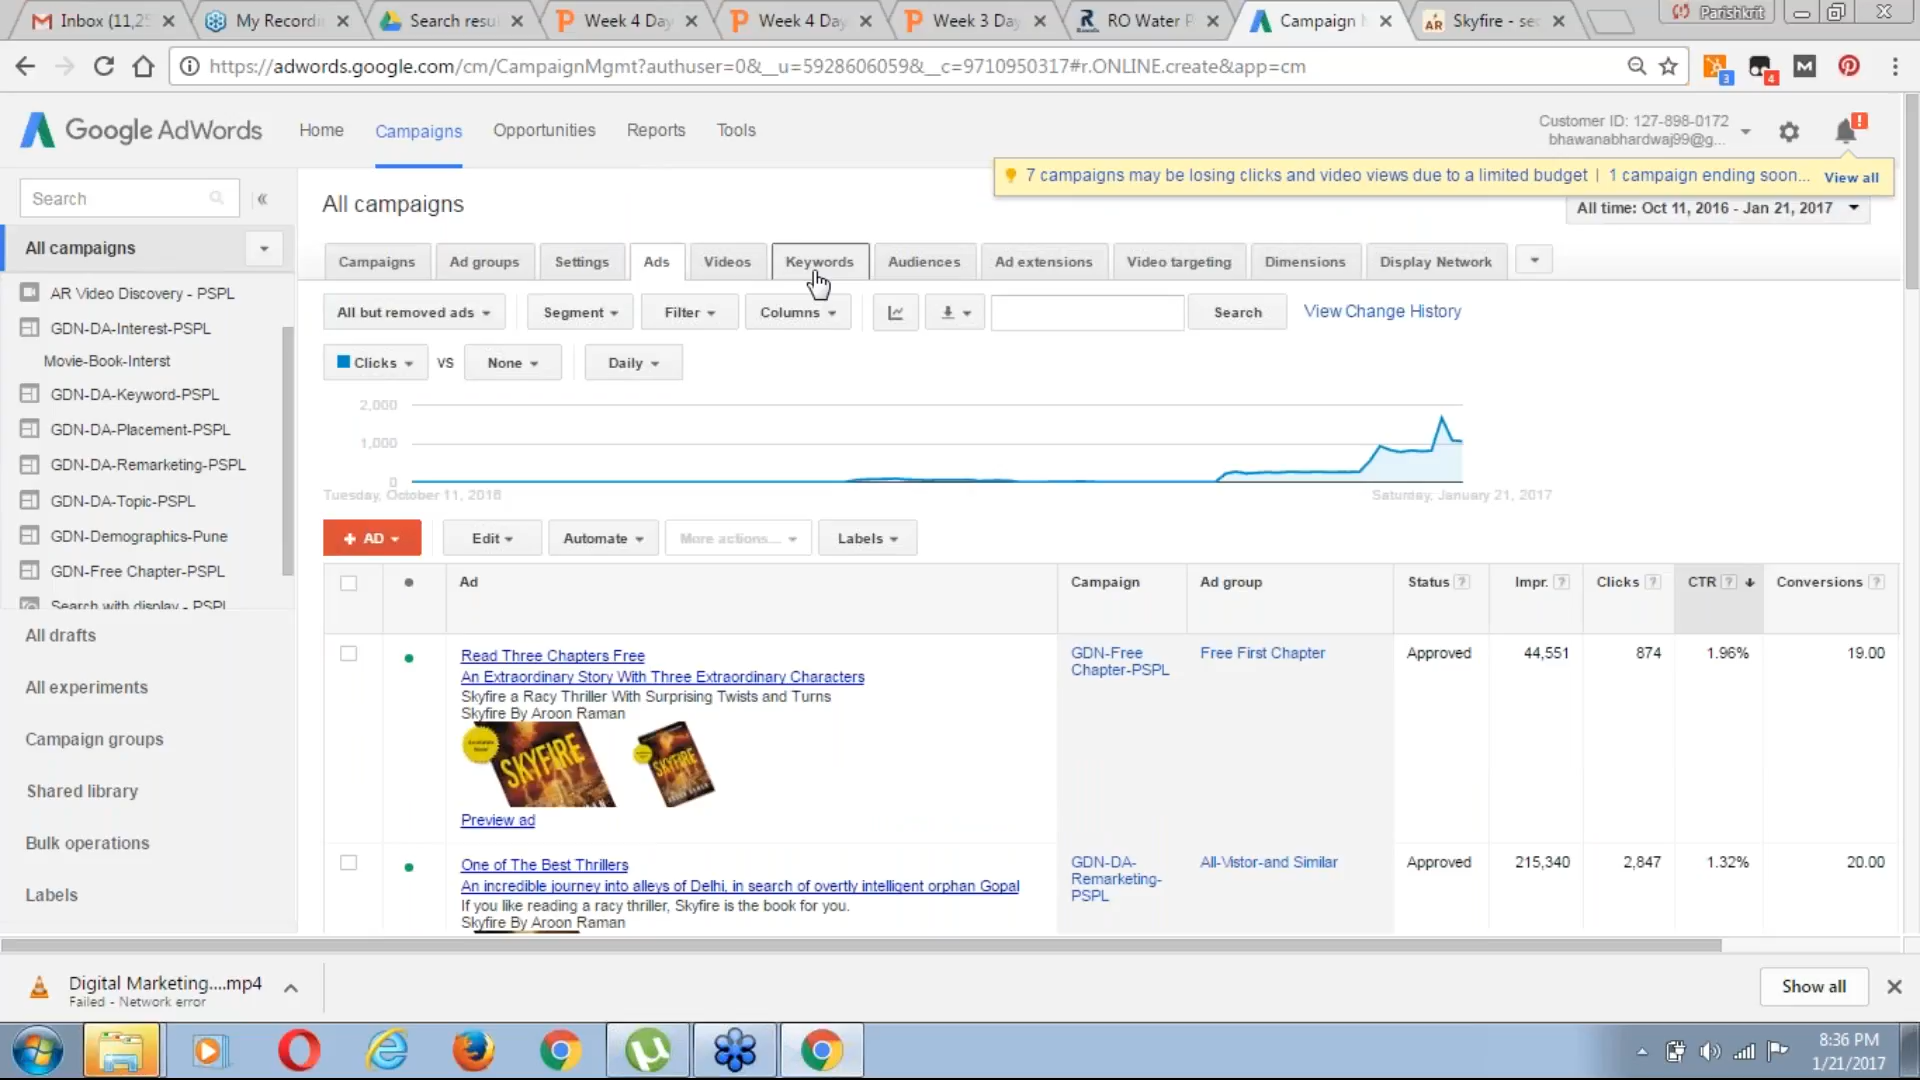 Inbox (11,25
My Recordi
Search resu
Week 4 Day
Week 4 Day
Week 3 Day
RO Water P
Campaign M
Skyfire - se
Parishkrit
https://adwords.google.com/cm/CampaignMgmt?authuser=0&__u=5928606059&__c=9710950317#r.ONLINE.create&app=cm
3
4
Google AdWords
Home
Campaigns
Opportunities
Reports
Tools
Customer ID: 127-898-0172
bhawanabhardwaj99@g...
7 campaigns may be losing clicks and video views due to a limited budget | 1 campaign ending soon... View all
Search
All campaigns
All time: Oct 11, 2016 - Jan 21, 2017
All campaigns
Campaigns
Ad groups
Settings
Ads
Videos
Keywords
Audiences
Ad extensions
Video targeting
Dimensions
Display Network
AR Video Discovery - PSPL
GDN-DA-Interest-PSPL
Movie-Book-Interst
GDN-DA-Keyword-PSPL
GDN-DA-Placement-PSPL
GDN-DA-Remarketing-PSPL
GDN-DA-Topic-PSPL
GDN-Demographics-Pune
GDN-Free Chapter-PSPL
Search with display - PSPL
All drafts
All experiments
Campaign groups
Shared library
Bulk operations
Labels
All but removed ads
Segment
Filter
Columns
Search
View Change History
Clicks
VS
None
Daily
2,000
1,000
0
Tuesday, October 11, 2016
Saturday, January 21, 2017
+ AD
Edit
Automate
More actions...
Labels
Ad
Campaign
Ad group
Status ?
Impr. ?
Clicks ?
CTR ?
Conversions ?
Read Three Chapters Free
An Extraordinary Story With Three Extraordinary Characters
Skyfire a Racy Thriller With Surprising Twists and Turns
Skyfire By Aroon Raman
SKYFIRE
SKYFIRE
Preview ad
GDN-Free
Chapter-PSPL
Free First Chapter
Approved
44,551
874
1.96%
19.00
One of The Best Thrillers
An incredible journey into alleys of Delhi, in search of overtly intelligent orphan Gopal
If you like reading a racy thriller, Skyfire is the book for you.
Skyfire By Aroon Raman
GDN-DA-
Remarketing-
PSPL
All-Vistor-and Similar
Approved
215,340
2,847
1.32%
20.00
Digital Marketing....mp4
Failed - Network error
Show all
8:36 PM
1/21/2017